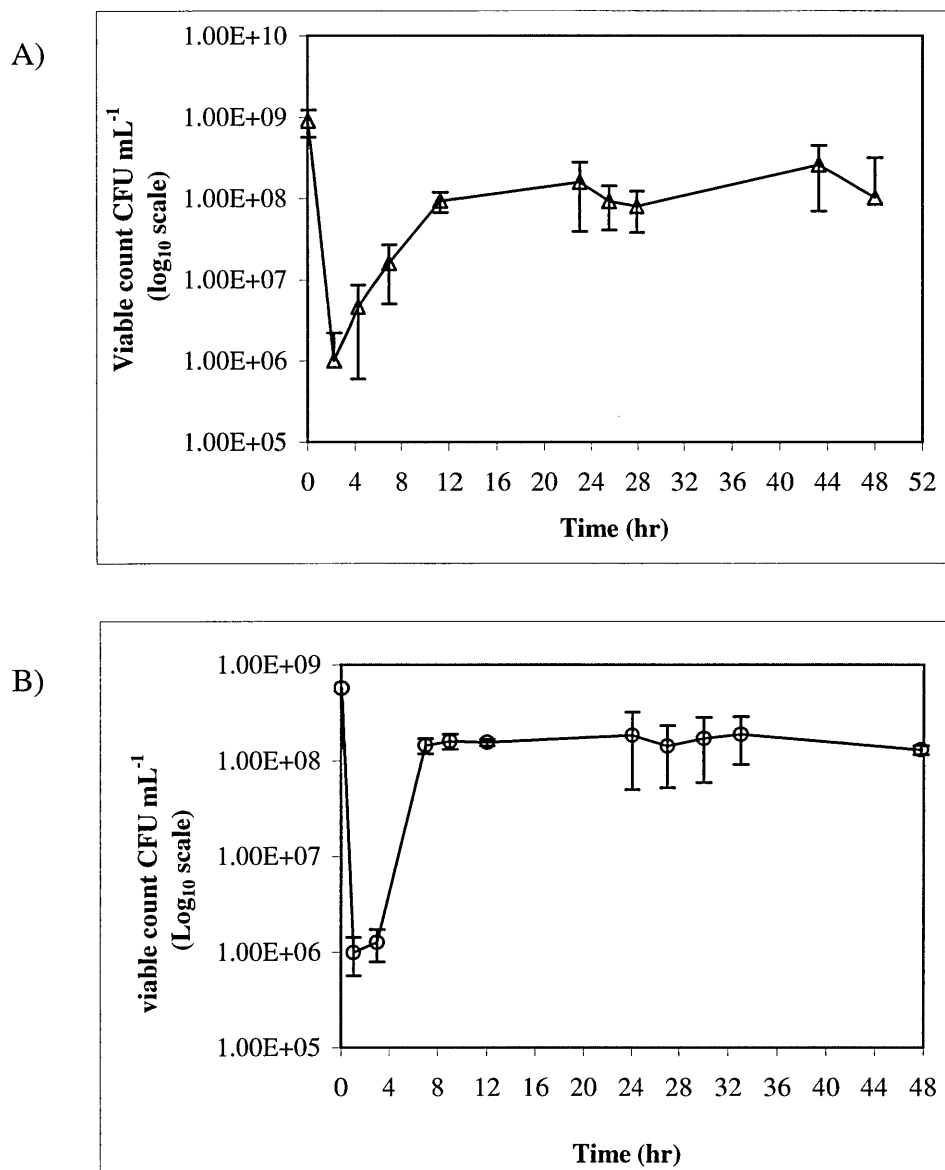 A)
1.00E+10
1.00E+09
1.00E+08
1.00E+07
1.00E+06
1.00E+05
Viable count CFU mL⁻¹
(log₁₀ scale)
0 4 8 12 16 20 24 28 32 36 40 44 48 52
Time (hr)
B)
1.00E+09
1.00E+08
1.00E+07
1.00E+06
1.00E+05
viable count CFU mL⁻¹
(Log₁₀ scale)
0 4 8 12 16 20 24 28 32 36 40 44 48
Time (hr)